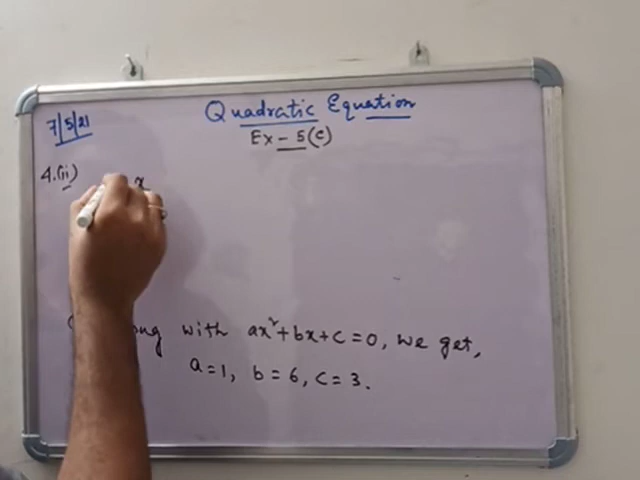 Quadratic Equation
7/5/21
Ex - 5(C)
4.(ii) x
with ax²+bx+c=0, we get,
a=1, b=6, c=3.